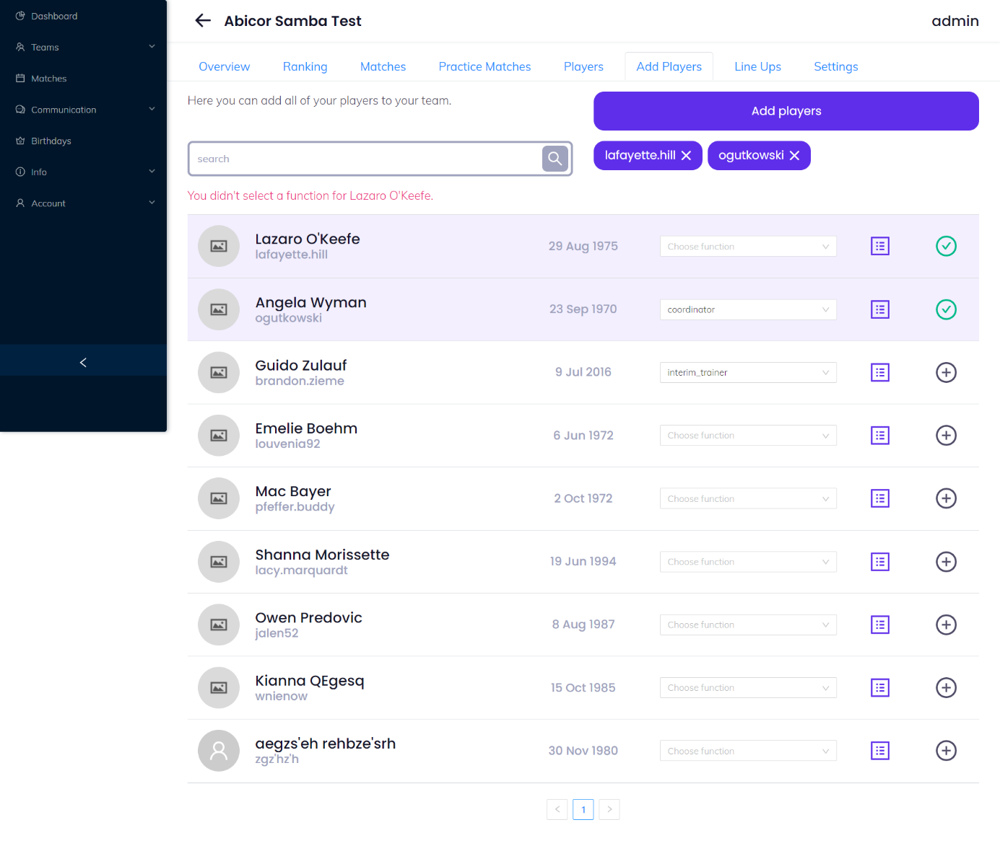 Dashboard
Teams
Matches
Communication
Birthdays
Info
Account
Abicor Samba Test
admin
Overview
Ranking
Matches
Practice Matches
Players
Add Players
Line Ups
Settings
Here you can add all of your players to your team.
Add players
search
lafayette.hill
ogutkowski
You didn't select a function for Lazaro O'Keefe.
Lazaro O'Keefe
lafayette.hill
29 Aug 1975
Choose function
Angela Wyman
ogutkowski
23 Sep 1970
coordinator
Guido Zulauf
brandon.zieme
9 Jul 2016
interim_trainer
Emelie Boehm
louvenia92
6 Jun 1972
Choose function
Mac Bayer
pfeffer.buddy
2 Oct 1972
Choose function
Shanna Morissette
lacy.marquardt
19 Jun 1994
Choose function
Owen Predovic
jalen52
8 Aug 1987
Choose function
Kianna QEgesq
wnienow
15 Oct 1985
Choose function
aegzs'eh rehbze'srh
zgz'hz'h
30 Nov 1980
Choose function
1